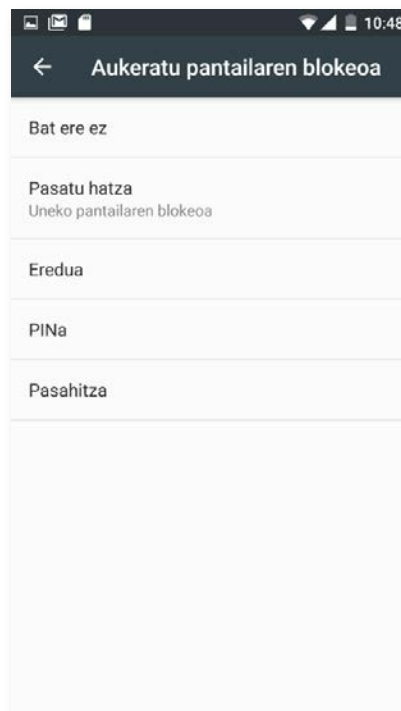 10:48
Aukeratu pantailaren blokeoa
Bat ere ez
Pasatu hatza
Uneko pantailaren blokeoa
Eredua
PINa
Pasahitza